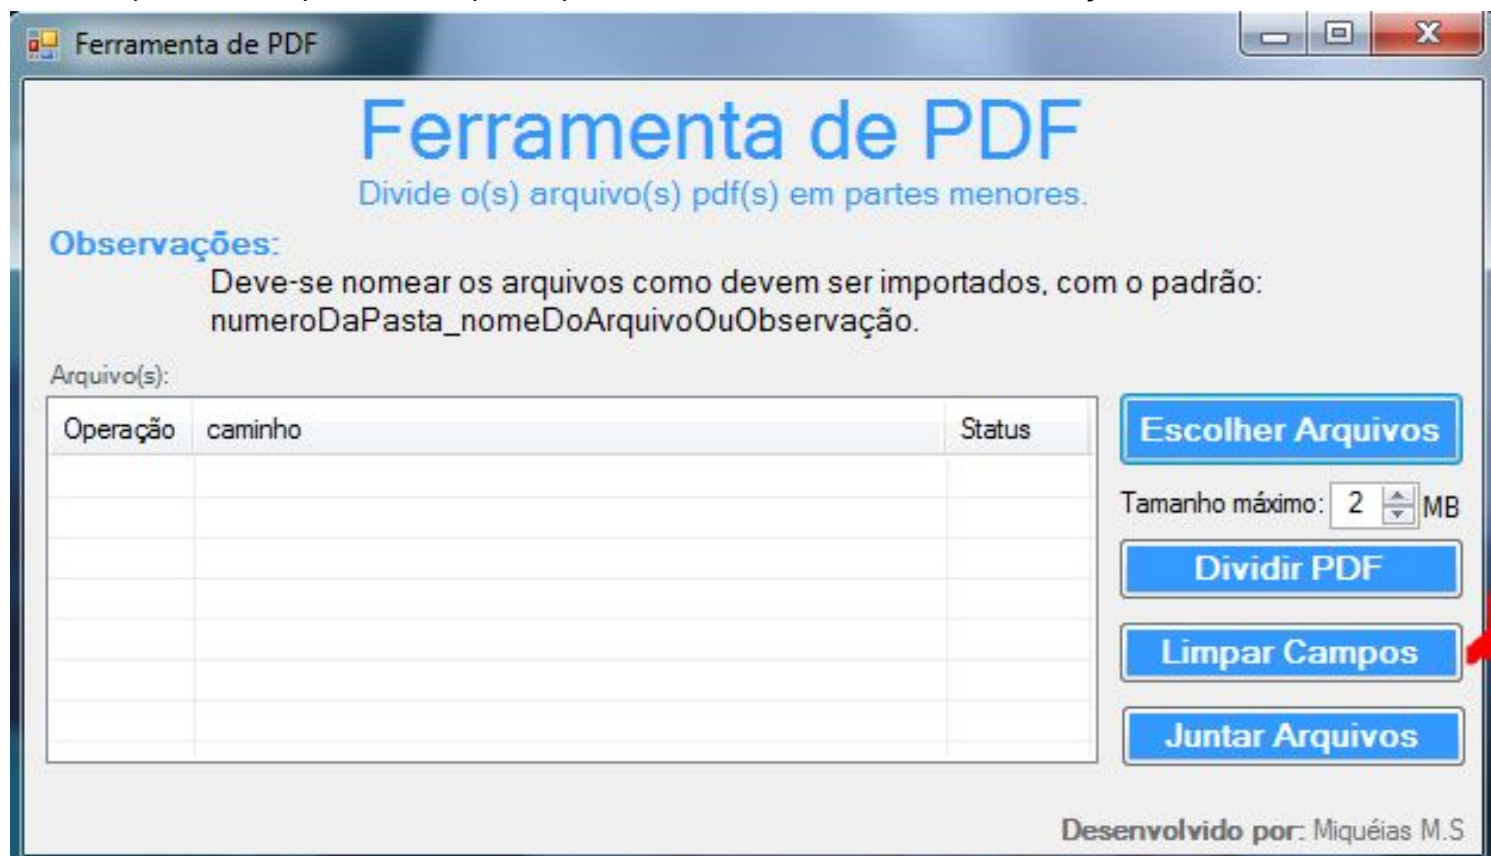 Ferramenta de PDF
Ferramenta de PDF
Divide o(s) arquivo(s) pdf(s) em partes menores.
Observações:
Deve-se nomear os arquivos como devem ser importados, com o padrão:
numeroDaPasta_nomeDoArquivoOuObservação.
Arquivo(s):
Operação caminho Status
Escolher Arquivos
Tamanho máximo: 2 MB
Dividir PDF
Limpar Campos
Juntar Arquivos
Desenvolvido por: Miquéias M.S